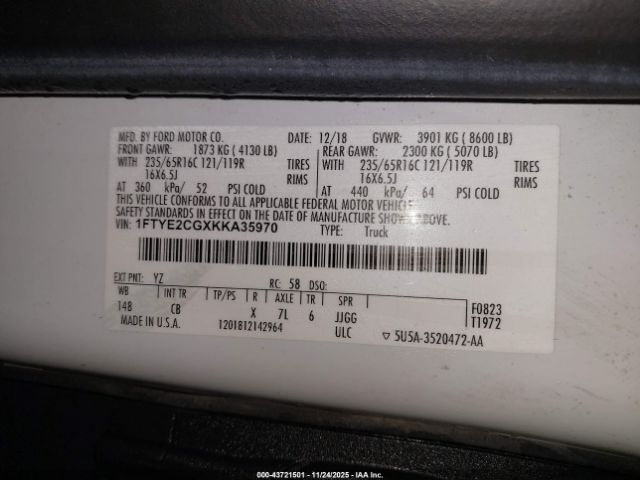 MFD. BY FORD MOTOR CO. DATE: 12/18 GVWR: 3901 KG ( 8600 LB)
FRONT GAWR: 1873 KG ( 4130 LB) REAR GAWR: 2300 KG ( 5070 LB)
WITH 235/65R16C 121/119R TIRES WITH 235/65R16C 121/119R TIRES
16X6.5J RIMS 16X6.5J RIMS
AT 360 kPa/ 52 PSI COLD AT 440 kPa/ 64 PSI COLD
THIS VEHICLE CONFORMS TO ALL APPLICABLE FEDERAL MOTOR VEHICLE
SAFETY STANDARDS IN EFFECT ON THE DATE OF MANUFACTURE SHOWN ABOVE.
VIN: 1FTYE2CGXKKA35970 TYPE: Truck
EXT PNT: YZ RC: 58 DSO:
WB INT TR TP/PS R AXLE TR SPR F0823
148 CB X 7L 6 JJGG T1972
MADE IN U.S.A. 1201812142964 ULC ▽ 5U5A-3520472-AA
000-43721501 - 11/24/2025 - IAA Inc.